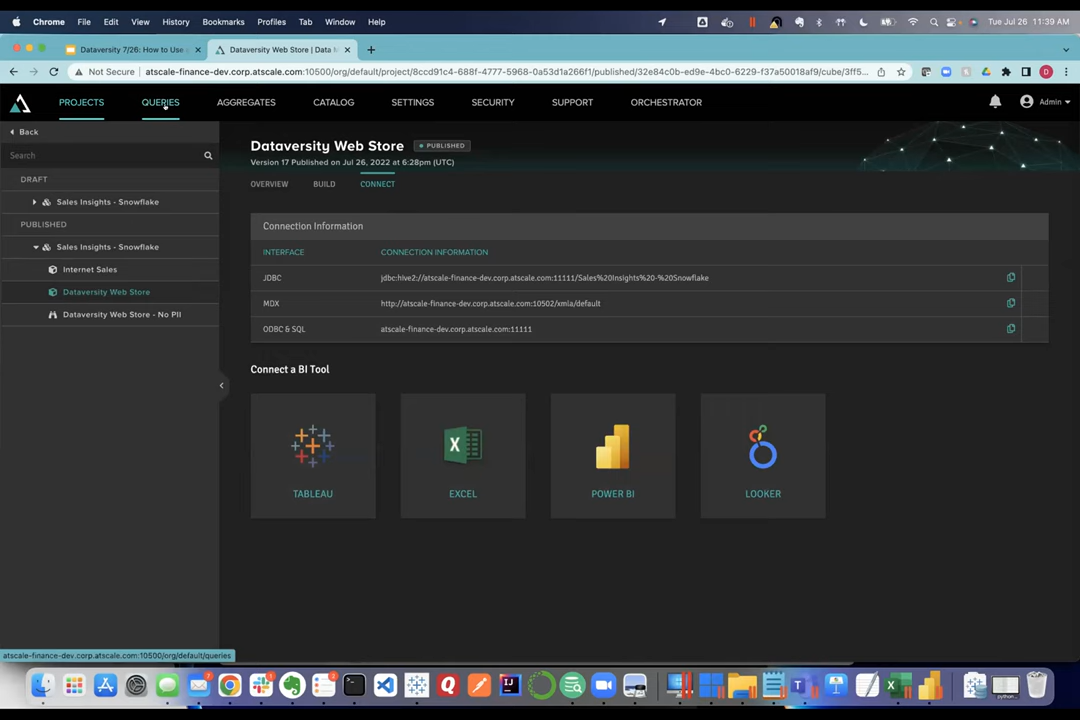 Chrome File Edit View History Bookmarks Profiles Tab Window Help Tue Jul 26 11:39 AM
Dataversity 7/26: How to Use Dataversity Web Store | Data M
Not Secure atscale-finance-dev.corp.atscale.com:10500/org/default/project/8ccd91c4-688f-4777-5968-0a53d1a266f1/published/32e84c0b-ed9e-4bc0-6229-f37a50018af9/cube/3ff5...
PROJECTS QUERIES AGGREGATES CATALOG SETTINGS SECURITY SUPPORT ORCHESTRATOR Admin
Back
Search
DRAFT
Sales Insights - Snowflake
PUBLISHED
Sales Insights - Snowflake
Internet Sales
Dataversity Web Store
Dataversity Web Store - No PII
Dataversity Web Store PUBLISHED
Version 17 Published on Jul 26, 2022 at 6:28pm (UTC)
OVERVIEW BUILD CONNECT
Connection Information
INTERFACE CONNECTION INFORMATION
JDBC jdbc:hive2://atscale-finance-dev.corp.atscale.com:11111/Sales%20Insights%20-%20Snowflake
MDX http://atscale-finance-dev.corp.atscale.com:10502/xmla/default
ODBC & SQL atscale-finance-dev.corp.atscale.com:11111
Connect a BI Tool
TABLEAU EXCEL POWER BI LOOKER
atscale-finance-dev.corp.atscale.com:10500/org/default/queries